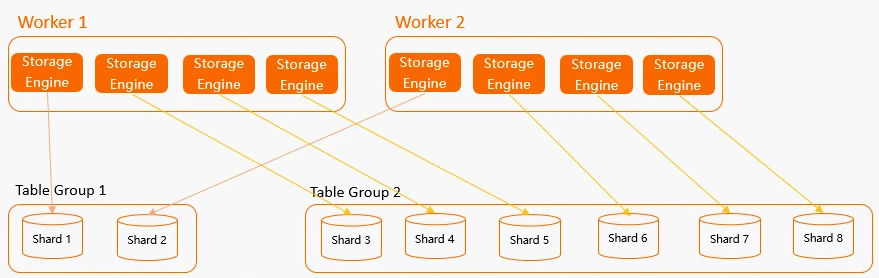 Worker 1
Worker 2
Storage
Engine
Storage
Engine
Storage
Engine
Storage
Engine
Storage
Engine
Storage
Engine
Storage
Engine
Storage
Engine
Table Group 1
Table Group 2
Shard 1
Shard 2
Shard 3
Shard 4
Shard 5
Shard 6
Shard 7
Shard 8